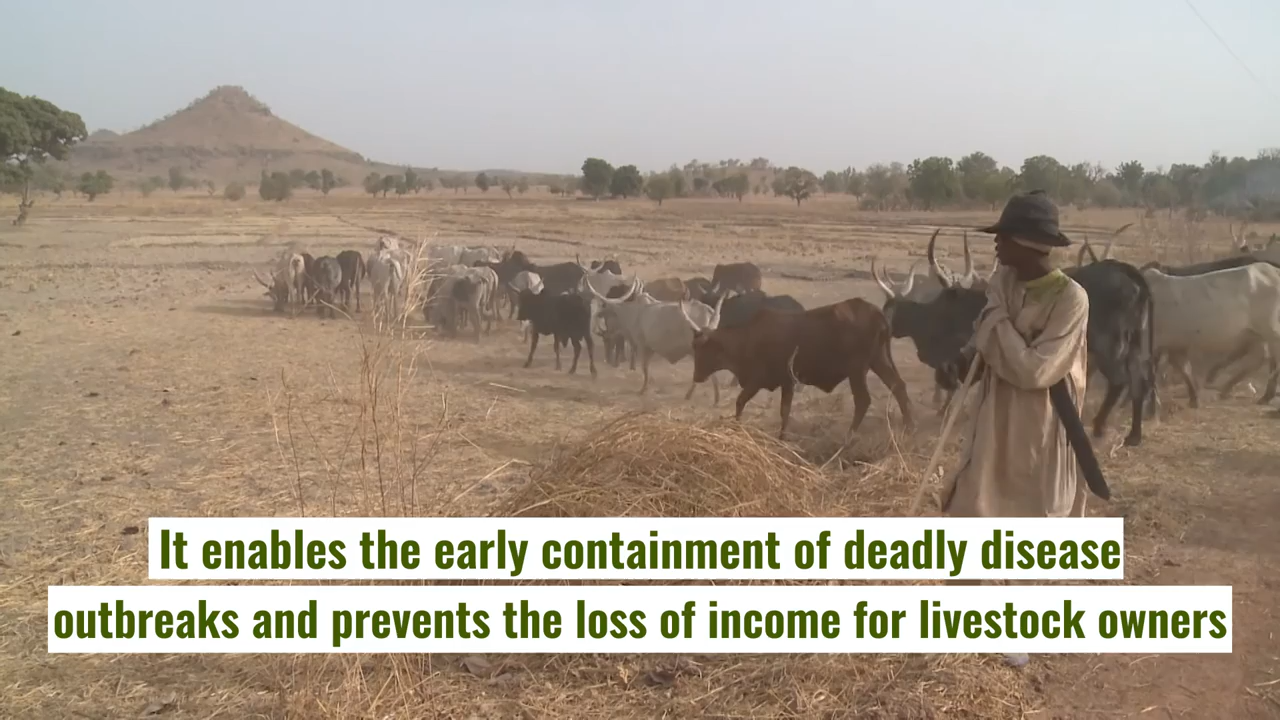 It enables the early containment of deadly disease
outbreaks and prevents the loss of income for livestock owners